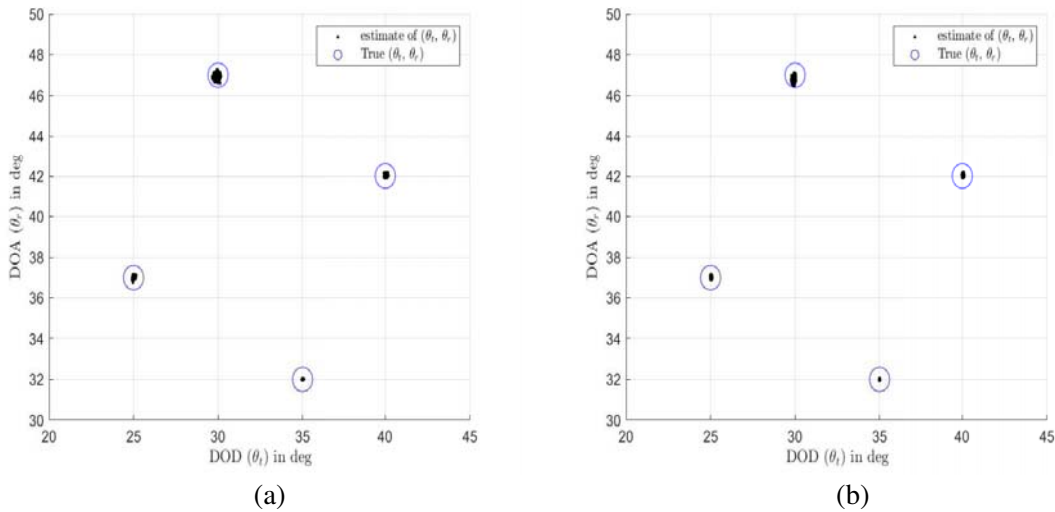 50
48
46
44
42
40
38
36
34
32
30
DOA (θr) in deg
estimate of (θt, θr)
True (θt, θr)
20 25 30 35 40 45
DOD (θt) in deg
(a)
50
48
46
44
42
40
38
36
34
32
30
DOA (θr) in deg
estimate of (θt, θr)
True (θt, θr)
20 25 30 35 40 45
DOD (θt) in deg
(b)